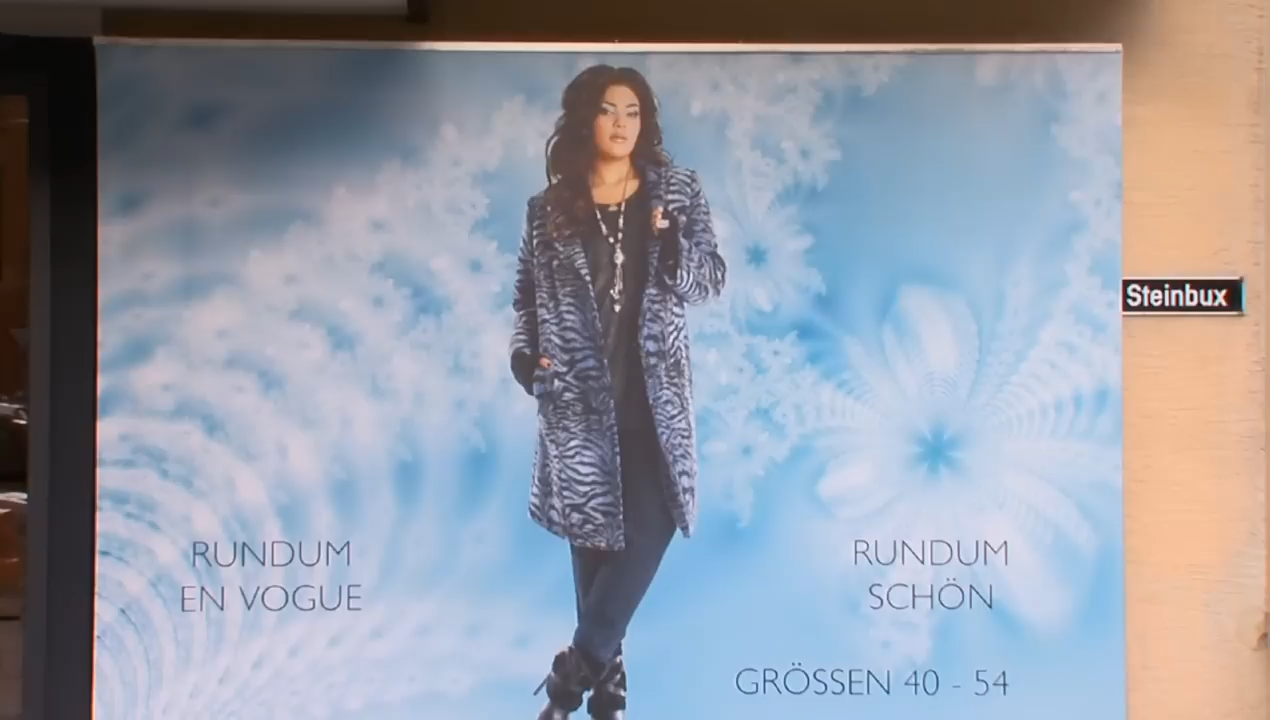 Steinbux
RUNDUM
EN VOGUE
RUNDUM
SCHÖN
GRÖSSEN 40 - 54